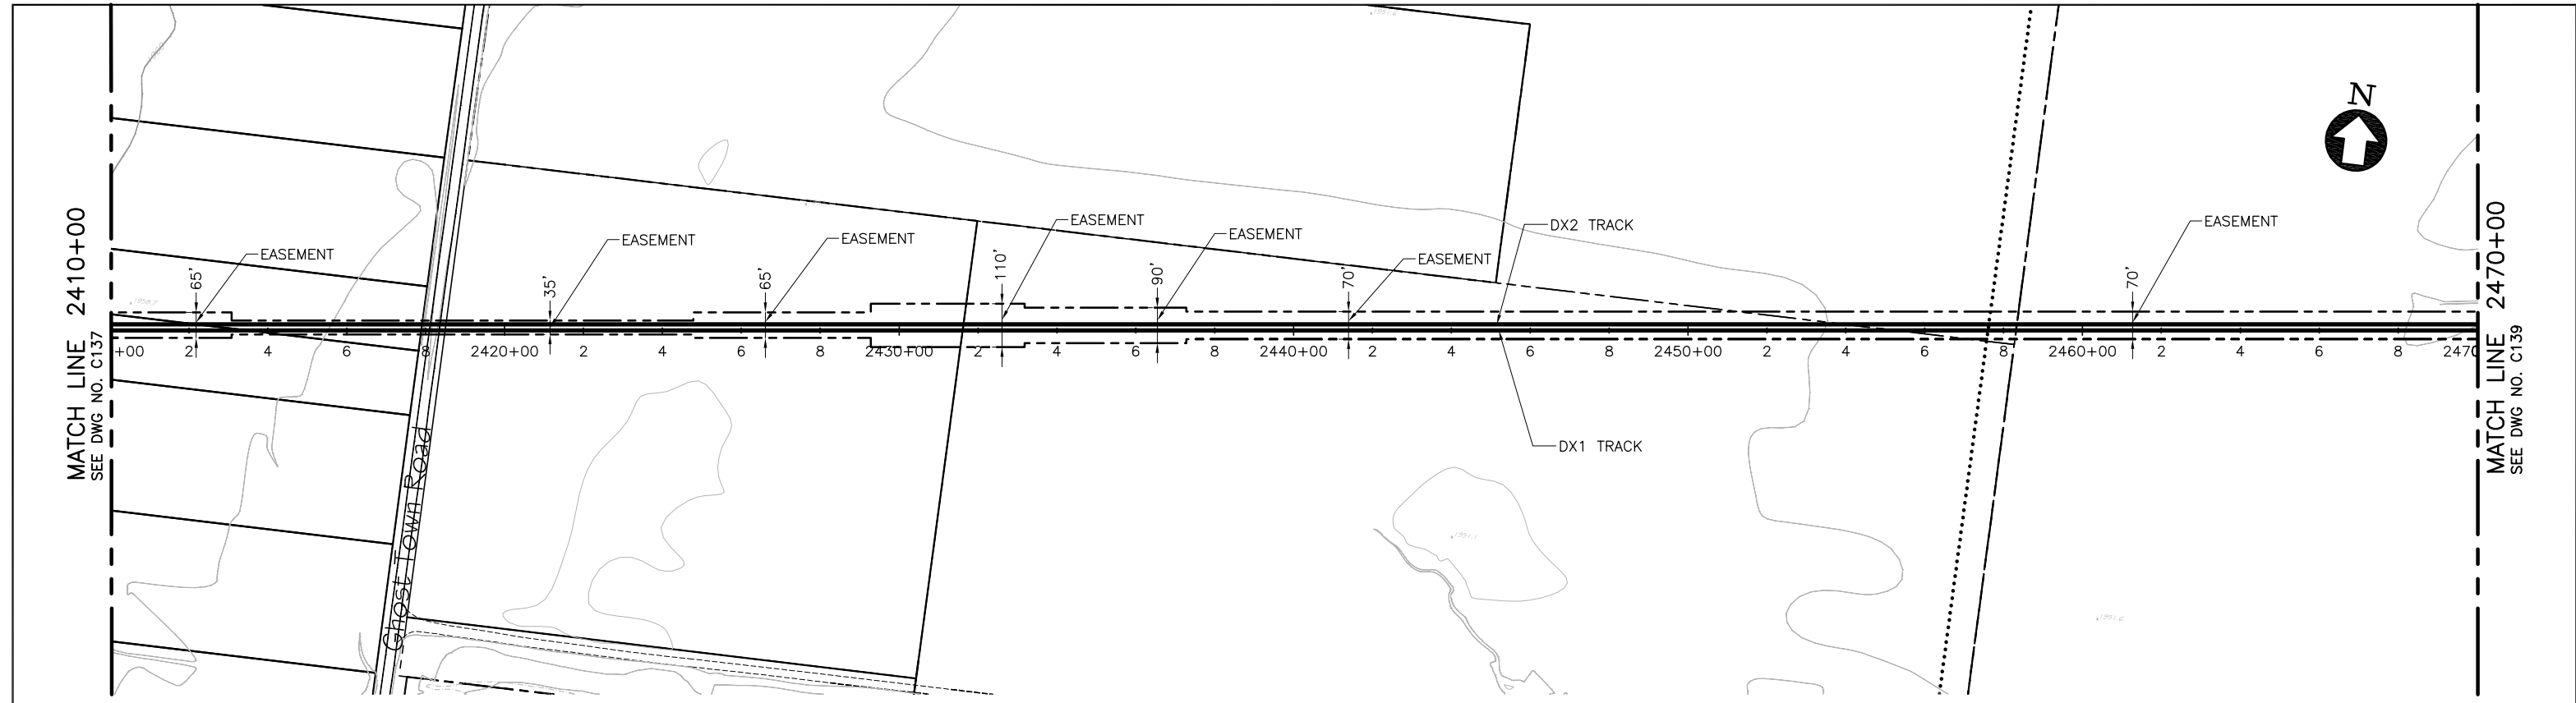 N
MATCH LINE 2410+00
SEE DWG NO. C137
MATCH LINE 2470+00
SEE DWG NO. C139
EASEMENT
EASEMENT
EASEMENT
EASEMENT
EASEMENT
EASEMENT
EASEMENT
DX2 TRACK
65'
35'
65'
110'
90'
70'
70'
+00 2 4 6 8 2420+00 2 4 6 8 2430+00 2 4 6 8 2440+00 2 4 6 8 2450+00 2 4 6 8 2460+00 2 4 6 8 2470
DX1 TRACK
Ghost Town Road
1951.1